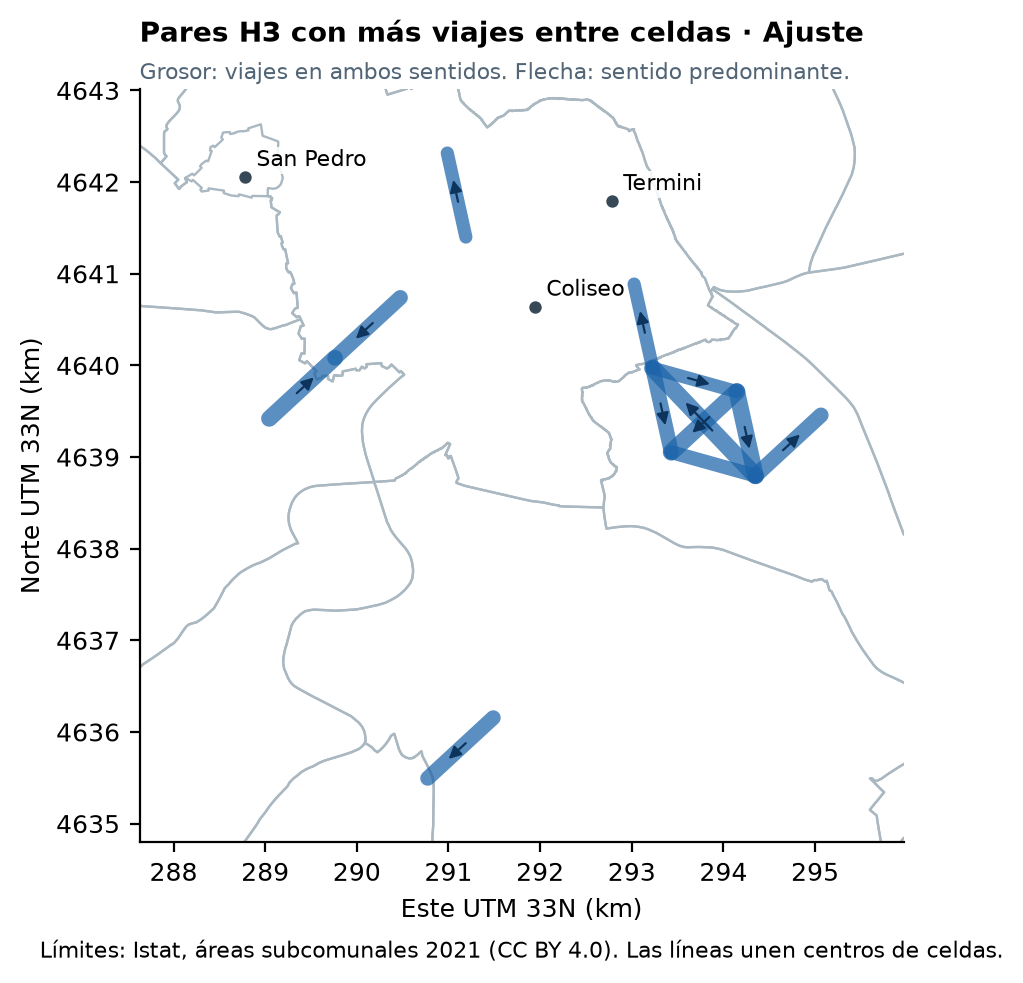 Pares H3 con más viajes entre celdas · Ajuste
Grosor: viajes en ambos sentidos. Flecha: sentido predominante.
4643
4642
4641
4640
4639
4638
4637
4636
4635
Norte UTM 33N (km)
San Pedro
Termini
Coliseo
288 289 290 291 292 293 294 295
Este UTM 33N (km)
Límites: Istat, áreas subcomunales 2021 (CC BY 4.0). Las líneas unen centros de celdas.